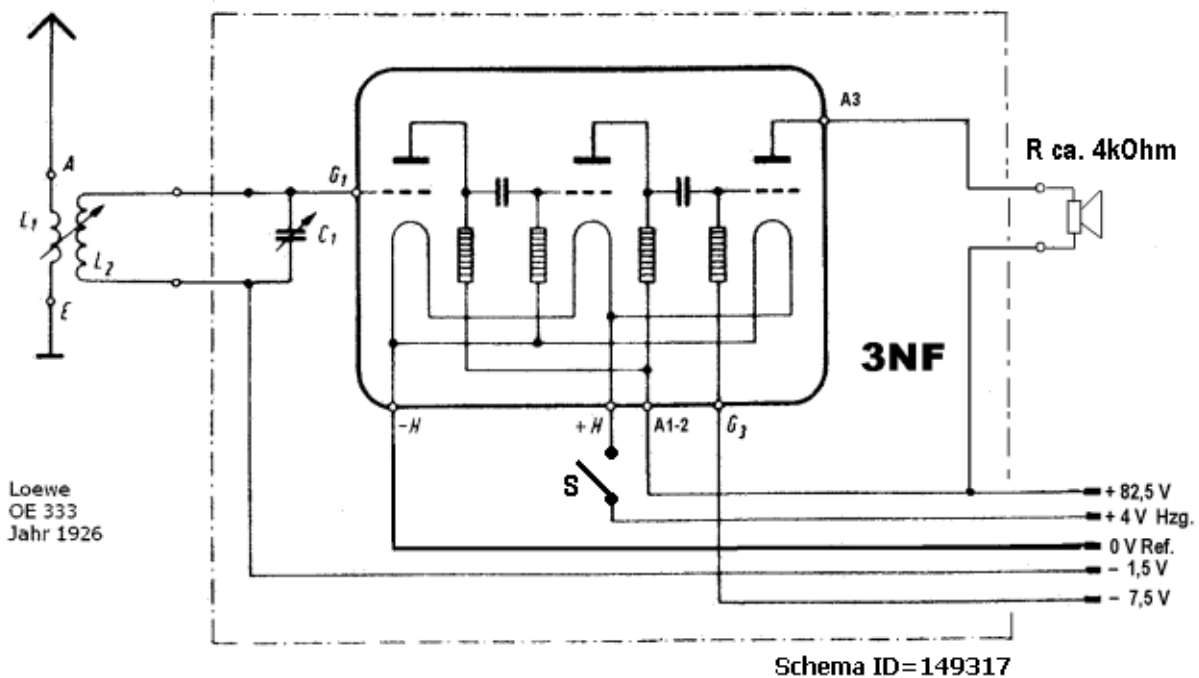 A
L1
L2
E
C1
G1
A3
R ca. 4kOhm
3NF
-H
+H
A1-2
G3
S
Loewe
OE 333
Jahr 1926
+ 82,5 V
+ 4 V Hzg.
0 V Ref.
- 1,5 V
- 7,5 V
Schema ID=149317